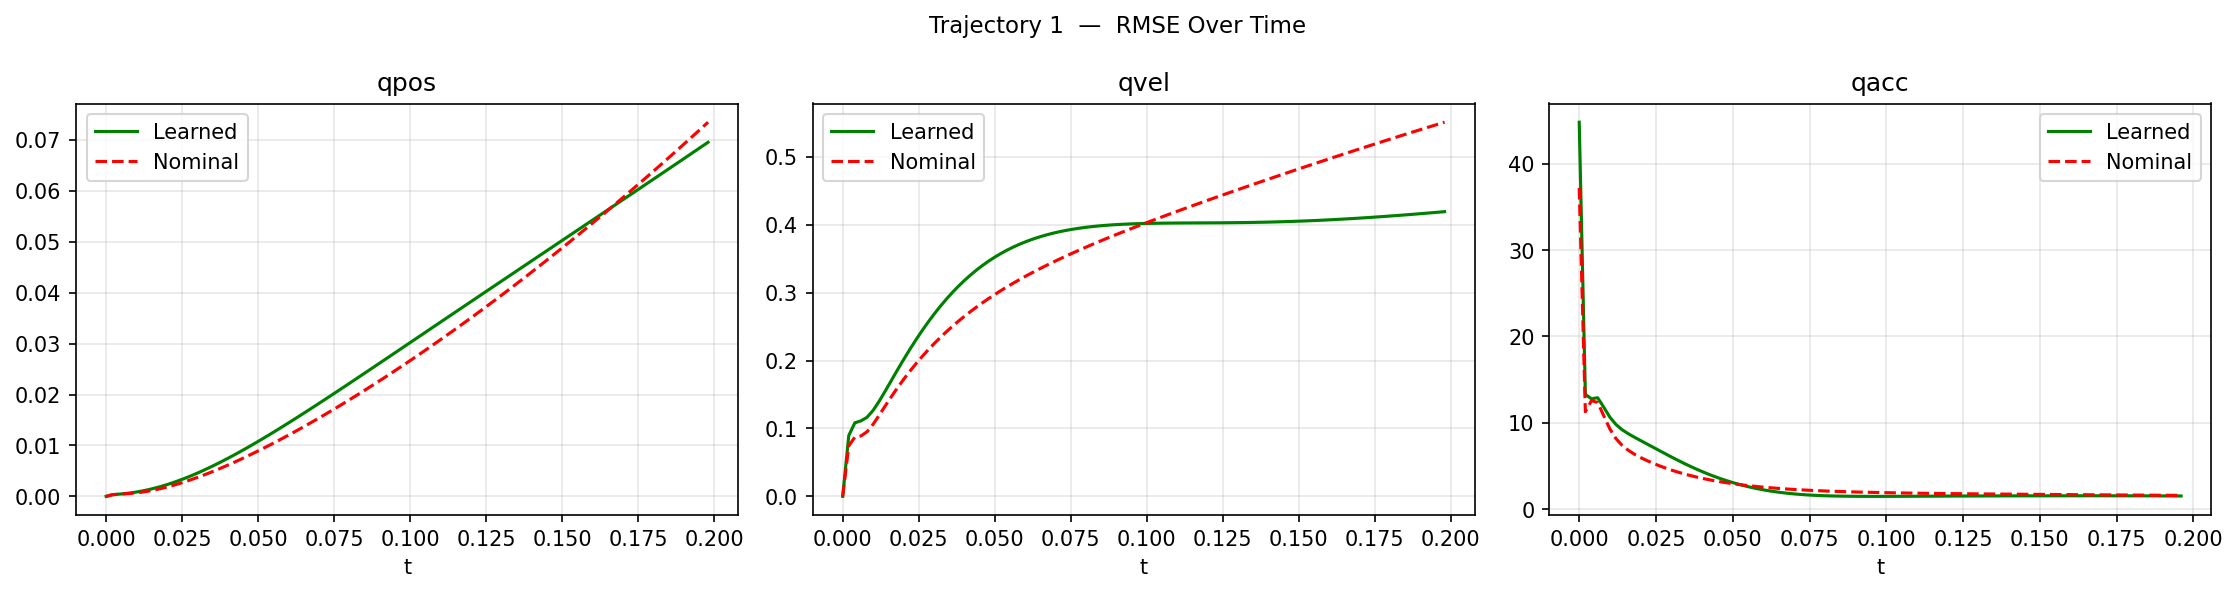 Trajectory 1 — RMSE Over Time
qpos
Learned
Nominal
0.07
0.06
0.05
0.04
0.03
0.02
0.01
0.00
0.000 0.025 0.050 0.075 0.100 0.125 0.150 0.175 0.200
t
qvel
Learned
Nominal
0.5
0.4
0.3
0.2
0.1
0.0
0.000 0.025 0.050 0.075 0.100 0.125 0.150 0.175 0.200
t
qacc
Learned
Nominal
40
30
20
10
0
0.000 0.025 0.050 0.075 0.100 0.125 0.150 0.175 0.200
t